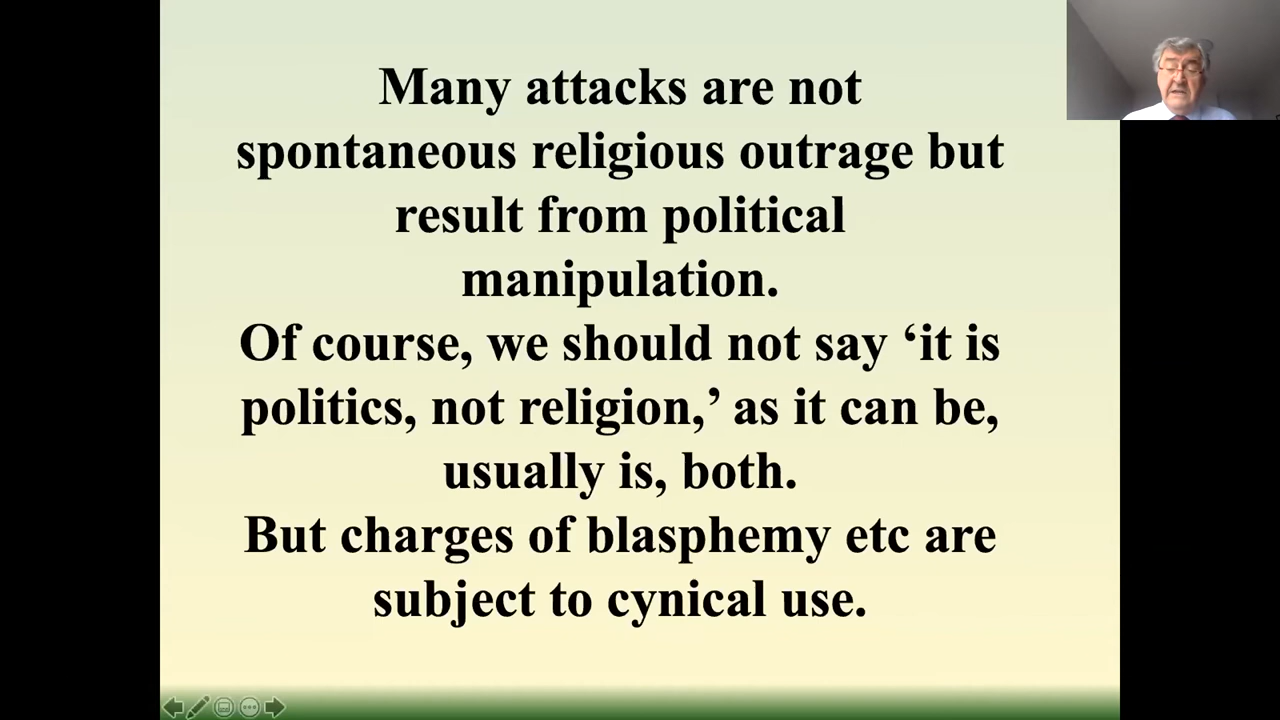 Many attacks are not
spontaneous religious outrage but
result from political
manipulation.
Of course, we should not say ‘it is
politics, not religion,’ as it can be,
usually is, both.
But charges of blasphemy etc are
subject to cynical use.